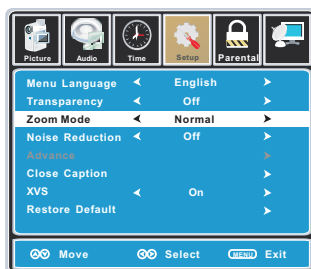 Picture Audio Time Setup Parental
Menu Language English
Transparency Off
Zoom Mode Normal
Noise Reduction Off
Advance
Close Caption
XVS On
Restore Default
Move Select MENU Exit